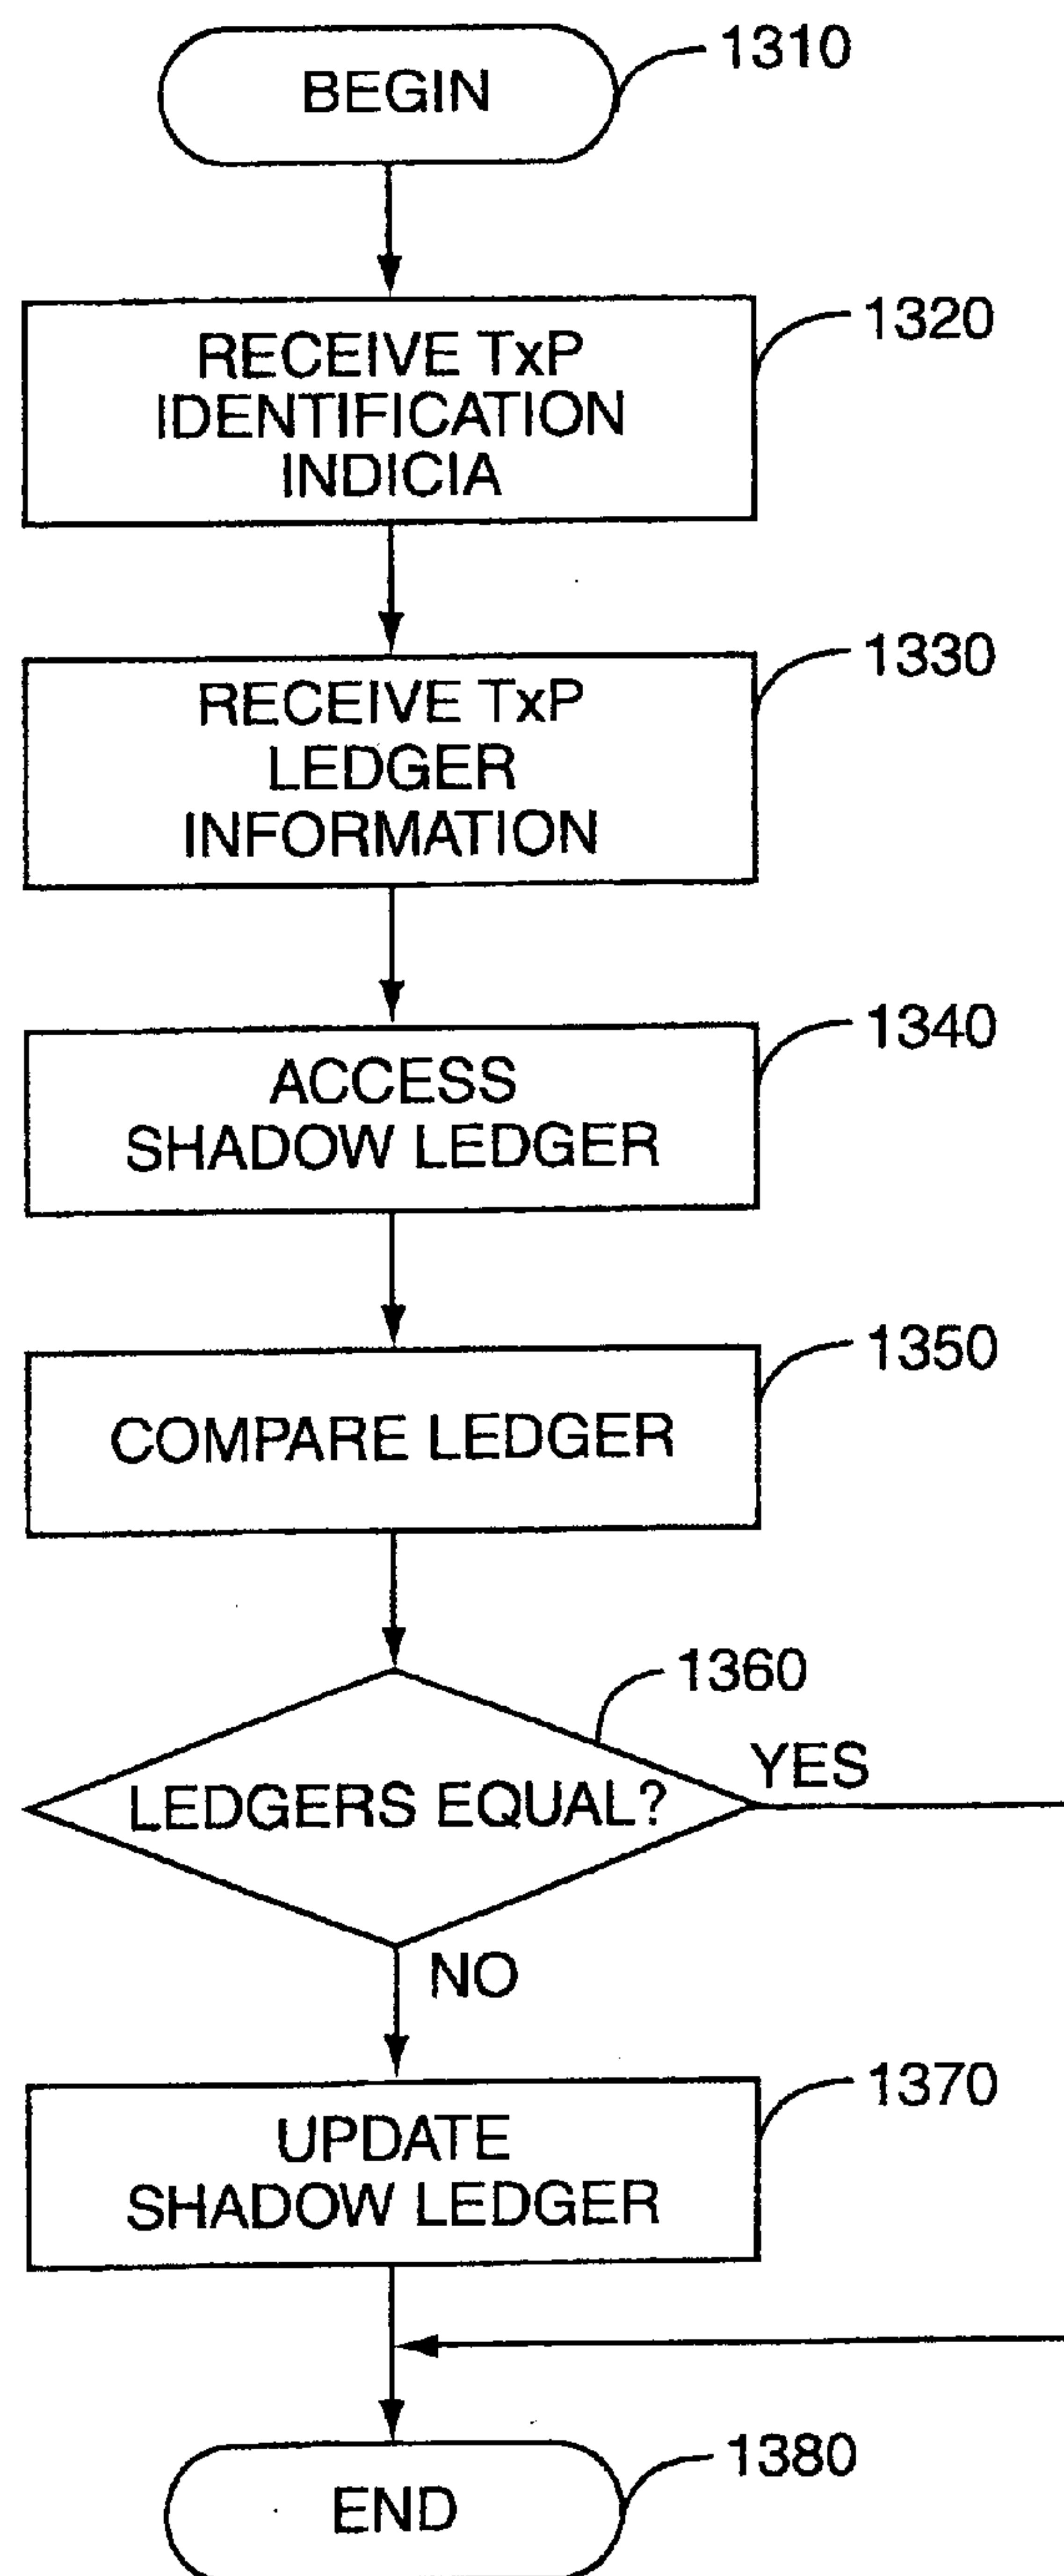 BEGIN
1310
RECEIVE TxP
IDENTIFICATION
INDICIA
1320
RECEIVE TxP
LEDGER
INFORMATION
1330
ACCESS
SHADOW LEDGER
1340
COMPARE LEDGER
1350
1360
LEDGERS EQUAL?
YES
NO
UPDATE
SHADOW LEDGER
1370
END
1380